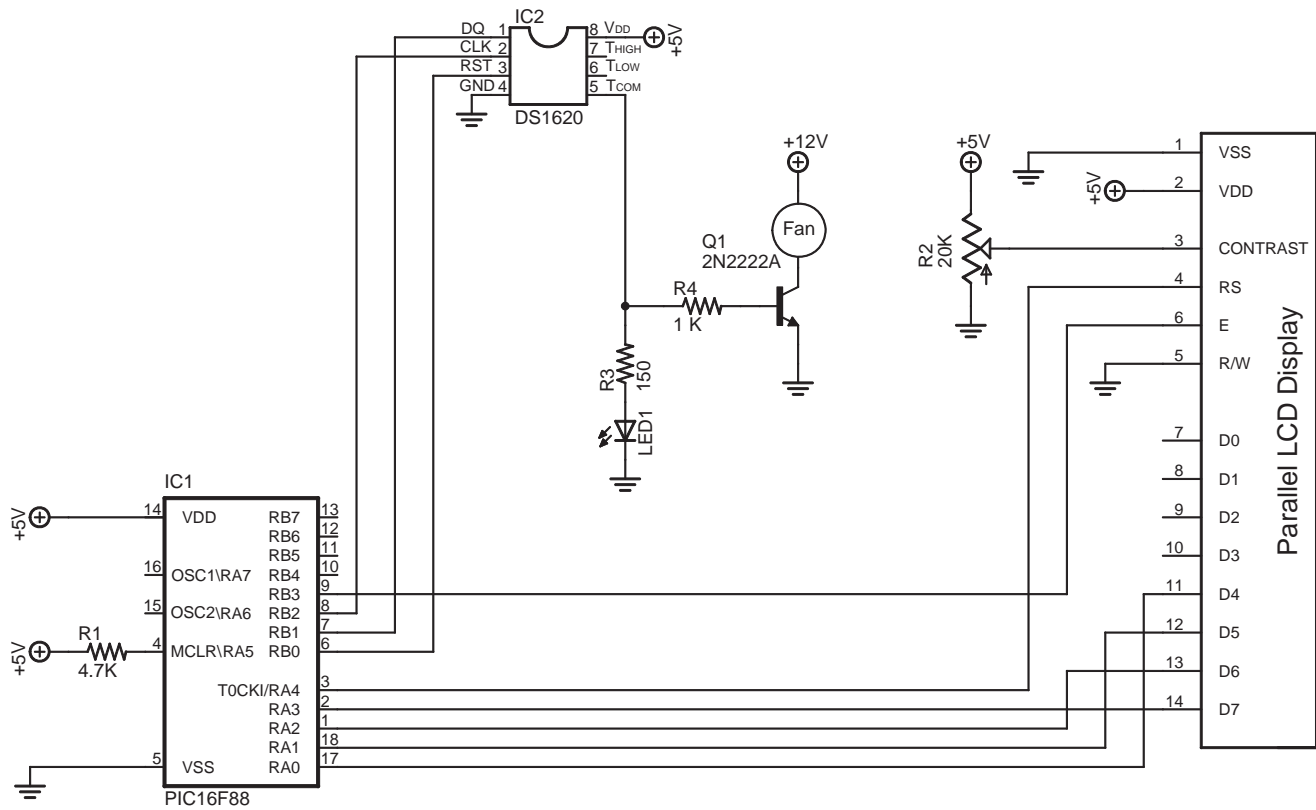 IC2
DQ 1
CLK 2
RST 3
GND 4
8 VDD
7 THIGH
6 TLOW
5 TCOM
+5V
DS1620
+12V
Fan
Q1
2N2222A
R4
1 K
R3
150
LED1
+5V
R2
20K
+5V
1 VSS
2 VDD
3 CONTRAST
4 RS
6 E
5 R/W
7 D0
8 D1
9 D2
10 D3
11 D4
12 D5
13 D6
14 D7
Parallel LCD Display
IC1
+5V
14 VDD
16 OSC1\RA7
15 OSC2\RA6
+5V
R1
4.7K
4 MCLR\RA5
5 VSS
RB7 13
RB6 12
RB5 11
RB4 10
RB3 9
RB2 8
RB1 7
RB0 6
T0CKI/RA4 3
RA3 2
RA2 1
RA1 18
RA0 17
PIC16F88